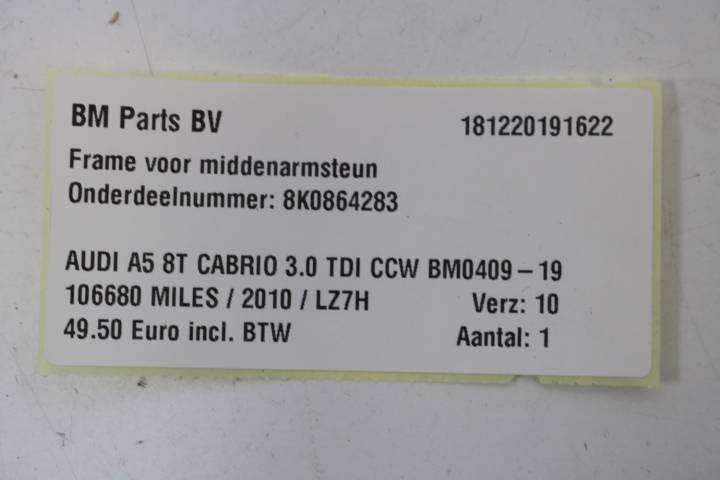 BM Parts BV 181220191622
Frame voor middenarmsteun
Onderdeelnummer: 8K0864283
AUDI A5 8T CABRIO 3.0 TDI CCW BM0409 – 19
106680 MILES / 2010 / LZ7H Verz: 10
49.50 Euro incl. BTW Aantal: 1